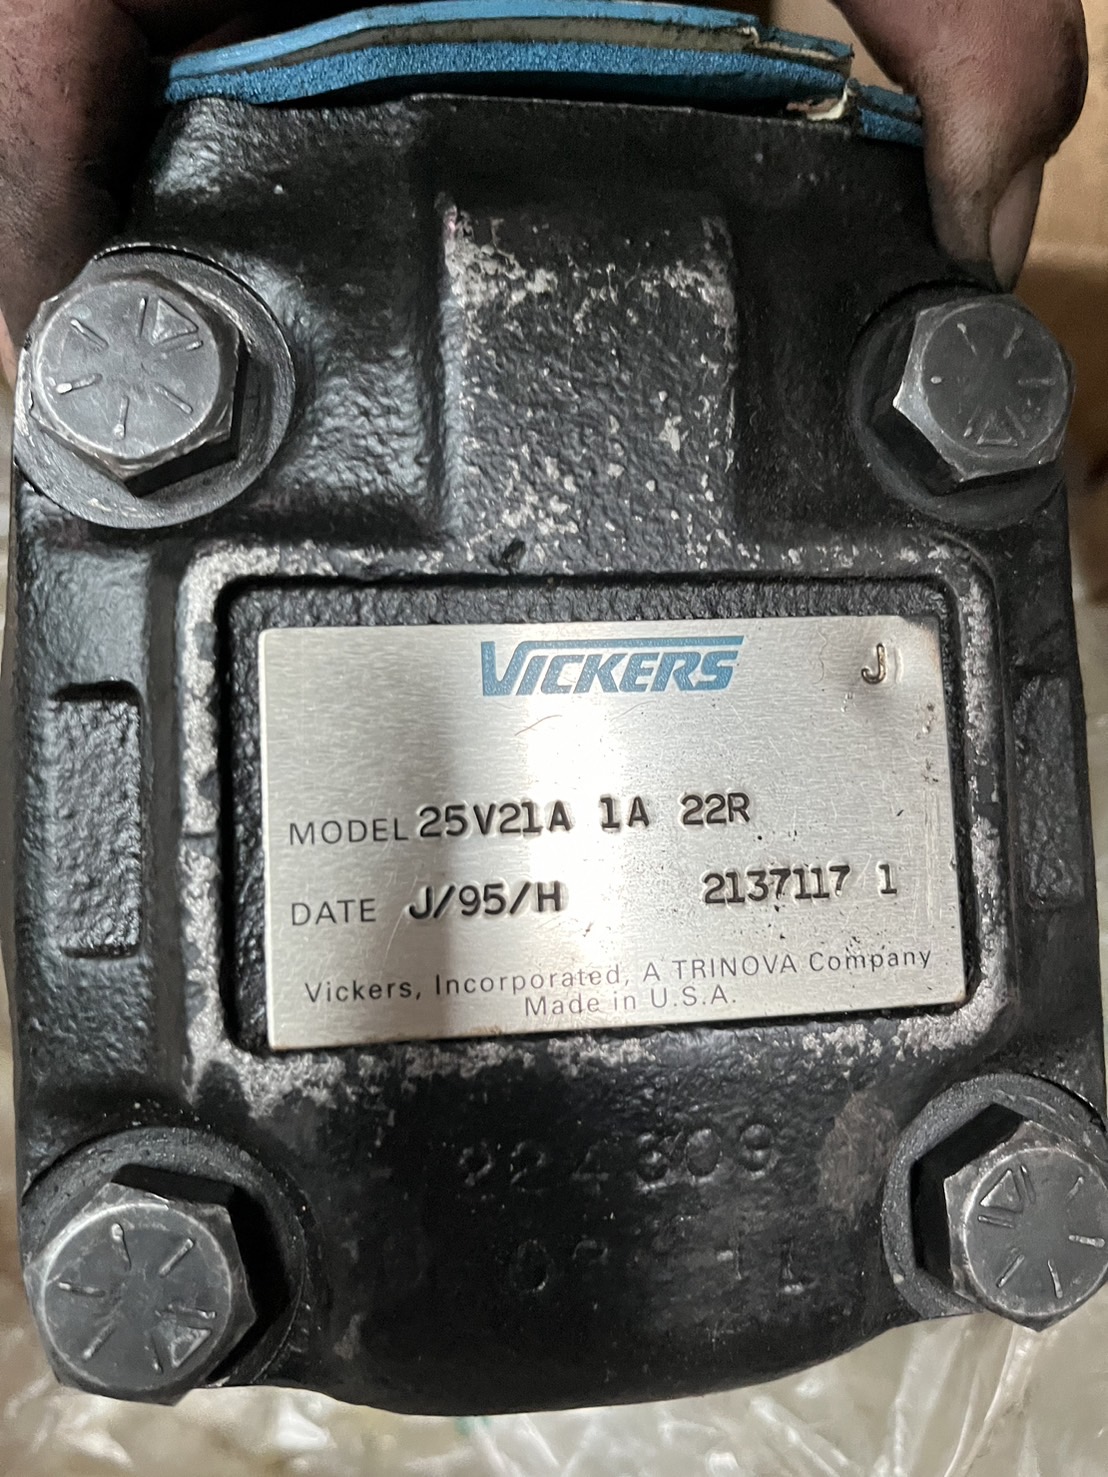 VICKERS J
MODEL 25V21A 1A 22R
DATE J/95/H 2137117 1
Vickers, Incorporated, A TRINOVA Company
Made in U.S.A.